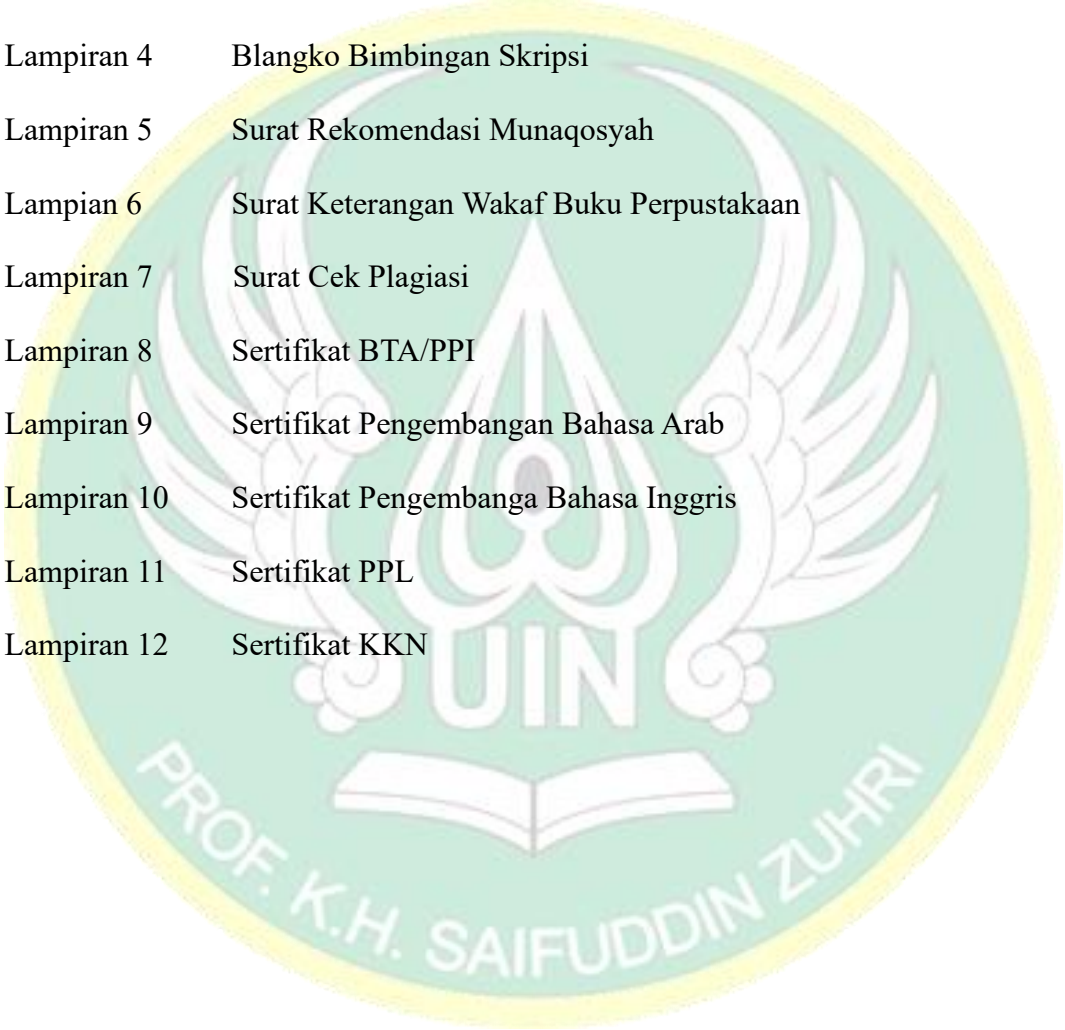 Lampiran 4 Blangko Bimbingan Skripsi
Lampiran 5 Surat Rekomendasi Munaqosyah
Lampian 6 Surat Keterangan Wakaf Buku Perpustakaan
Lampiran 7 Surat Cek Plagiasi
Lampiran 8 Sertifikat BTA/PPI
Lampiran 9 Sertifikat Pengembangan Bahasa Arab
Lampiran 10 Sertifikat Pengembanga Bahasa Inggris
Lampiran 11 Sertifikat PPL
Lampiran 12 Sertifikat KKN
UIN
PROF. K.H. SAIFUDDIN ZUHRI